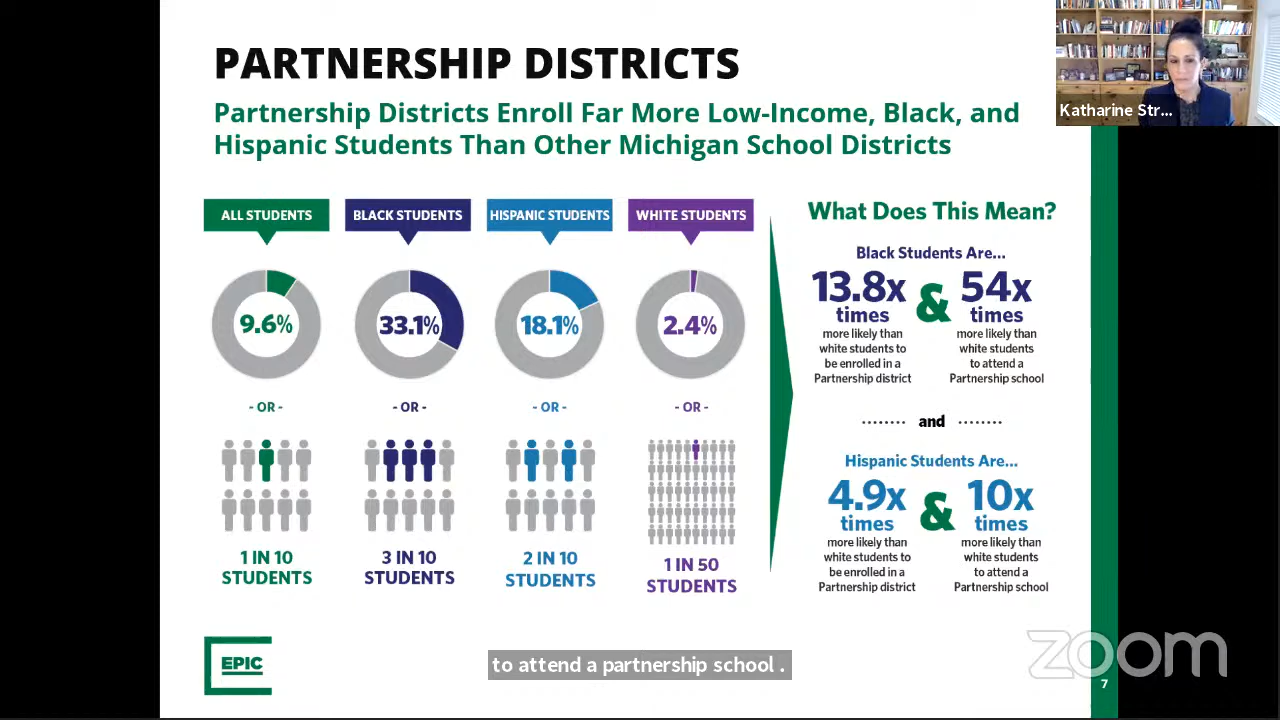 PARTNERSHIP DISTRICTS
Partnership Districts Enroll Far More Low-Income, Black, and
Hispanic Students Than Other Michigan School Districts
Katharine Str...
ALL STUDENTS
9.6%
- OR -
1 IN 10
STUDENTS
BLACK STUDENTS
33.1%
- OR -
3 IN 10
STUDENTS
HISPANIC STUDENTS
18.1%
- OR -
2 IN 10
STUDENTS
WHITE STUDENTS
2.4%
- OR -
1 IN 50
STUDENTS
What Does This Mean?
Black Students Are...
13.8x
times
more likely than
white students to
be enrolled in a
Partnership district
&
54x
times
more likely than
white students
to attend a
Partnership school
........ and ........
Hispanic Students Are...
4.9x
times
more likely than
white students to
be enrolled in a
Partnership district
&
10x
times
more likely than
white students
to attend a
Partnership school
EPIC
to attend a partnership school .
zoom
7